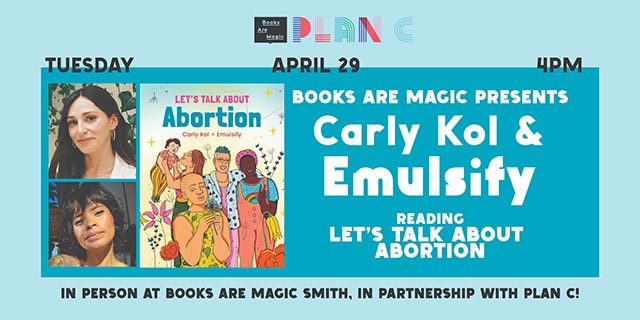 Books
Are
Magic
PLAN C
TUESDAY APRIL 29 4PM
LET'S TALK ABOUT
Abortion
Carly Kol + Emulsify
BOOKS ARE MAGIC PRESENTS
Carly Kol &
Emulsify
READING
LET'S TALK ABOUT
ABORTION
IN PERSON AT BOOKS ARE MAGIC SMITH, IN PARTNERSHIP WITH PLAN C!